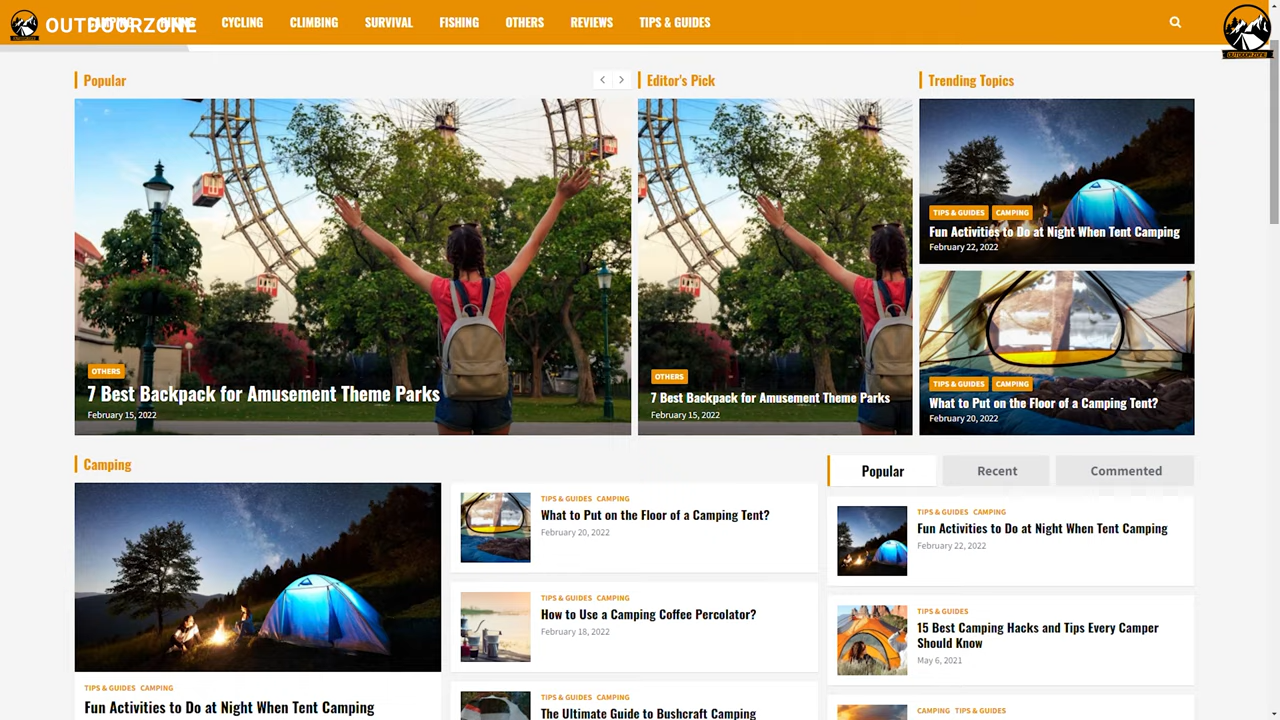 OUTDOORZONE
CAMPING HIKING CYCLING CLIMBING SURVIVAL FISHING OTHERS REVIEWS TIPS & GUIDES
OUTDOORZONE
Popular
Editor's Pick
Trending Topics
OTHERS
7 Best Backpack for Amusement Theme Parks
February 15, 2022
OTHERS
7 Best Backpack for Amusement Theme Parks
February 15, 2022
TIPS & GUIDES CAMPING
Fun Activities to Do at Night When Tent Camping
February 22, 2022
TIPS & GUIDES CAMPING
What to Put on the Floor of a Camping Tent?
February 20, 2022
Camping
TIPS & GUIDES CAMPING
Fun Activities to Do at Night When Tent Camping
TIPS & GUIDES CAMPING
What to Put on the Floor of a Camping Tent?
February 20, 2022
TIPS & GUIDES CAMPING
How to Use a Camping Coffee Percolator?
February 18, 2022
TIPS & GUIDES CAMPING
The Ultimate Guide to Bushcraft Camping
Popular Recent Commented
TIPS & GUIDES CAMPING
Fun Activities to Do at Night When Tent Camping
February 22, 2022
TIPS & GUIDES
15 Best Camping Hacks and Tips Every Camper
Should Know
May 6, 2021
CAMPING TIPS & GUIDES